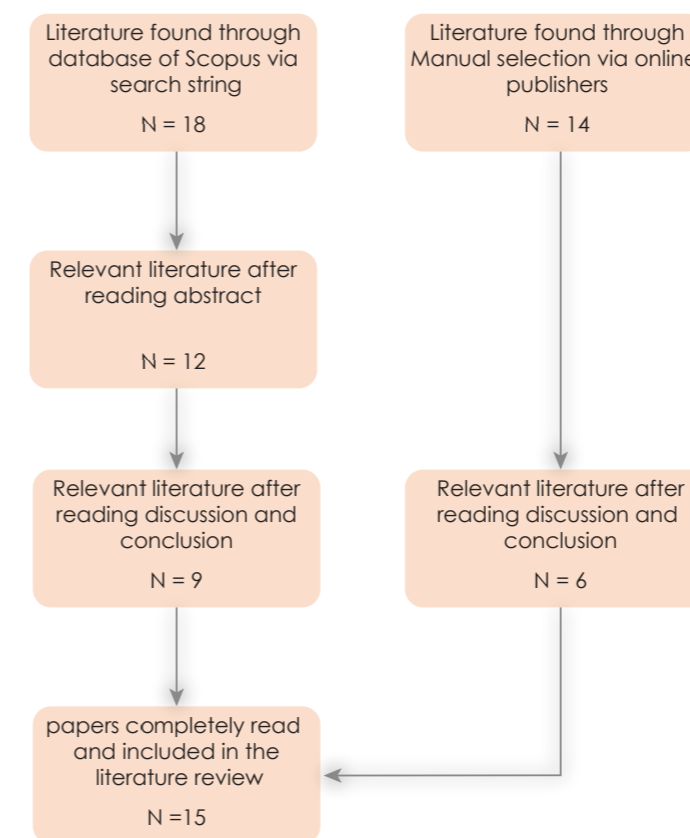 Literature found through
database of Scopus via
search string
N = 18
Literature found through
Manual selection via online
publishers
N = 14
Relevant literature after
reading abstract
N = 12
Relevant literature after
reading discussion and
conclusion
N = 9
Relevant literature after
reading discussion and
conclusion
N = 6
papers completely read
and included in the
literature review
N =15